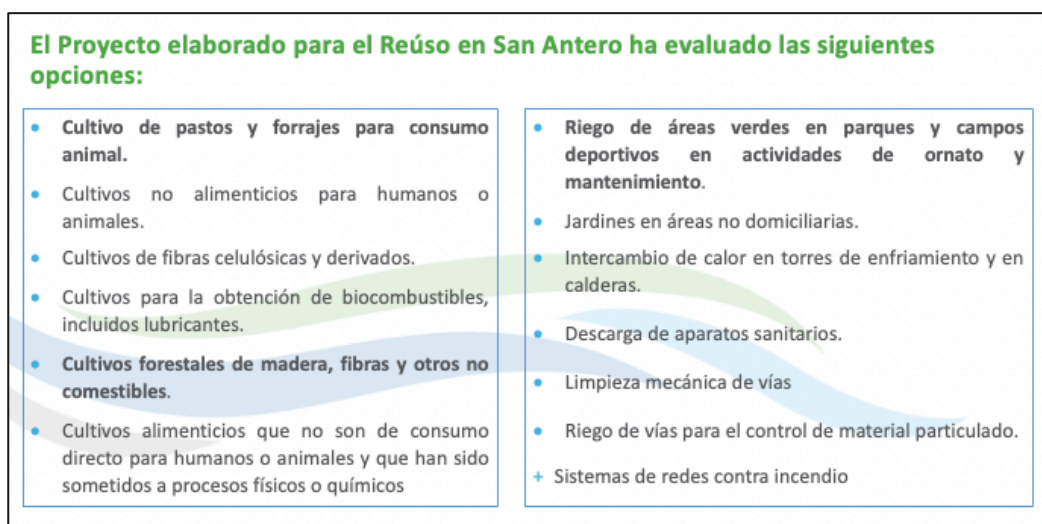 El Proyecto elaborado para el Reúso en San Antero ha evaluado las siguientes
opciones:
• Cultivo de pastos y forrajes para consumo
animal.
• Cultivos no alimenticios para humanos o
animales.
• Cultivos de fibras celulósicas y derivados.
• Cultivos para la obtención de biocombustibles,
incluidos lubricantes.
• Cultivos forestales de madera, fibras y otros no
comestibles.
• Cultivos alimenticios que no son de consumo
directo para humanos o animales y que han sido
sometidos a procesos físicos o químicos
• Riego de áreas verdes en parques y campos
deportivos en actividades de ornato y
mantenimiento.
• Jardines en áreas no domiciliarias.
• Intercambio de calor en torres de enfriamiento y en
calderas.
• Descarga de aparatos sanitarios.
• Limpieza mecánica de vías
• Riego de vías para el control de material particulado.
+ Sistemas de redes contra incendio